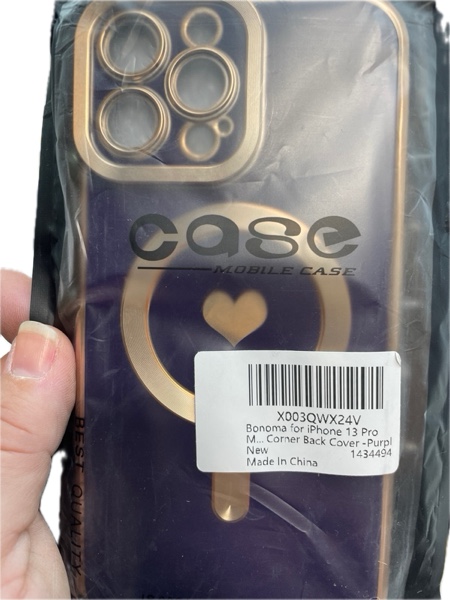 case
MOBILE CASE
X003QWX24V
Bonoma for iPhone 13 Pro
M... Corner Back Cover -Purpl
New 1434494
Made In China
BEST QUALITY